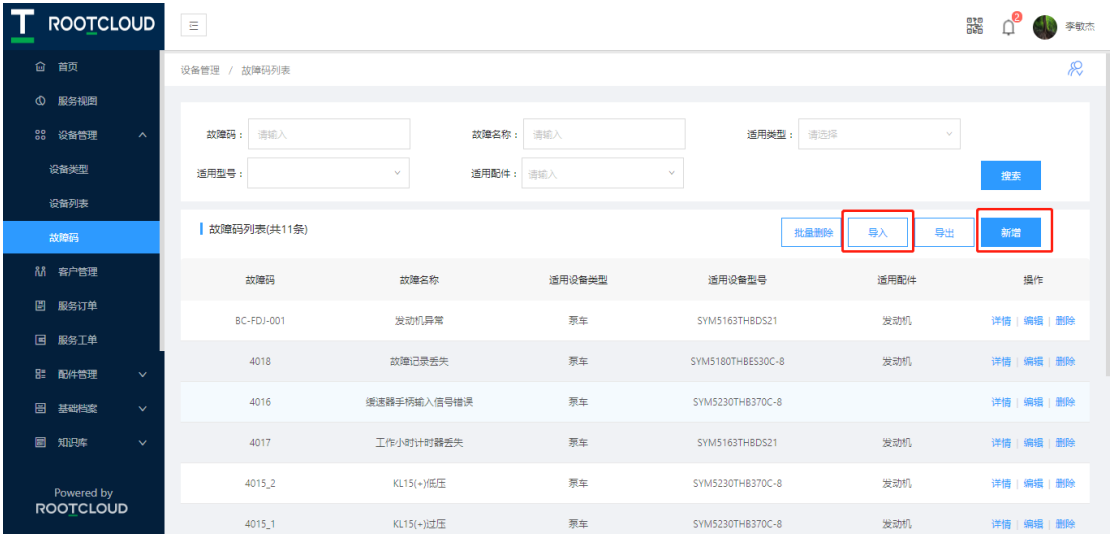 ROOTCLOUD
2
李敏杰
首页
服务视图
设备管理
设备类型
设备列表
故障码
客户管理
服务订单
服务工单
配件管理
基础档案
知识库
Powered by
ROOTCLOUD
设备管理 / 故障码列表
故障码： 请输入 故障名称： 请输入 适用类型： 请选择
适用型号： 适用配件： 请输入 搜索
故障码列表(共11条) 批量删除 导入 导出 新增
故障码 故障名称 适用设备类型 适用设备型号 适用配件 操作
BC-FDJ-001 发动机异常 泵车 SYM5163THBDS21 发动机 详情 | 编辑 | 删除
4018 故障记录丢失 泵车 SYM5180THBES30C-8 发动机 详情 | 编辑 | 删除
4016 缓速器手柄输入信号错误 泵车 SYM5230THB370C-8 详情 | 编辑 | 删除
4017 工作小时计时器丢失 泵车 SYM5163THBDS21 发动机 详情 | 编辑 | 删除
4015_2 KL15(+)低压 泵车 SYM5230THB370C-8 发动机 详情 | 编辑 | 删除
4015_1 KL15(+)过压 泵车 SYM5230THB370C-8 发动机 详情 | 编辑 | 删除